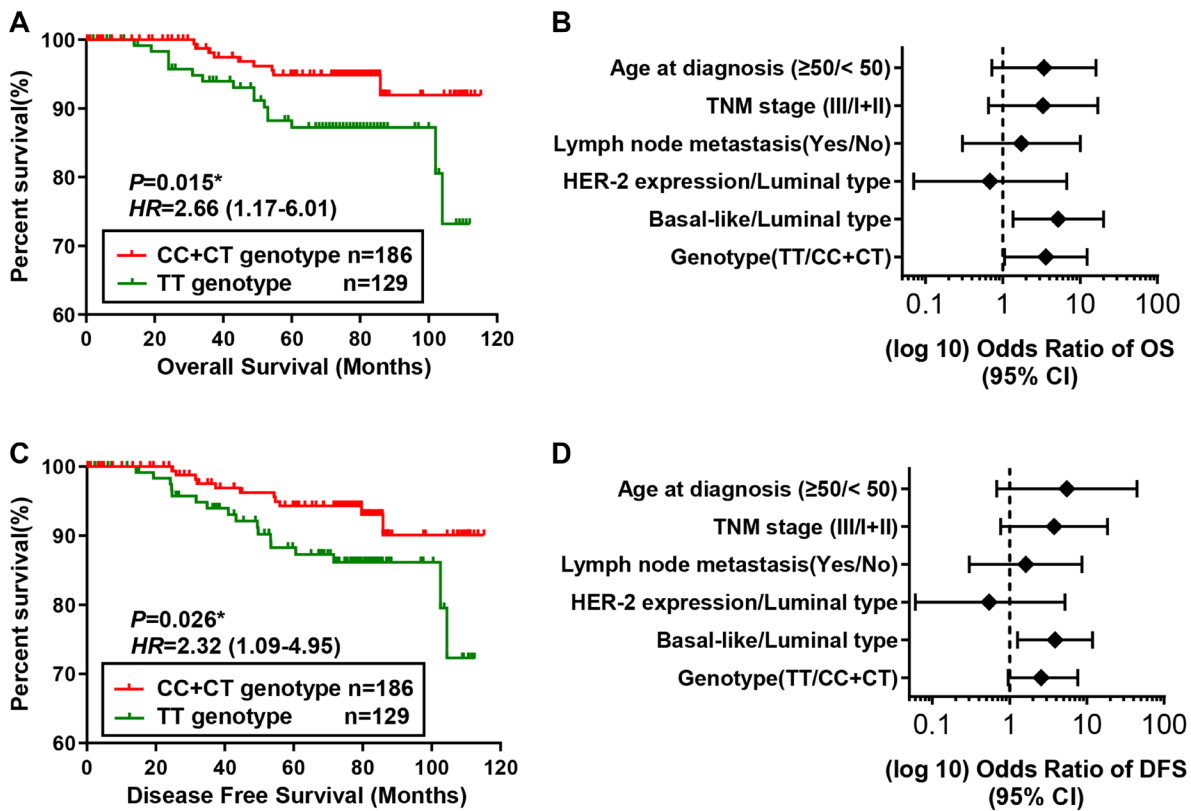 A
Percent survival(%)
100
90
80
70
60
P=0.015*
HR=2.66 (1.17-6.01)
CC+CT genotype n=186
TT genotype n=129
0 20 40 60 80 100 120
Overall Survival (Months)
B
Age at diagnosis (≥50/< 50)
TNM stage (III/I+II)
Lymph node metastasis(Yes/No)
HER-2 expression/Luminal type
Basal-like/Luminal type
Genotype(TT/CC+CT)
0.1 1 10 100
(log 10) Odds Ratio of OS
(95% CI)
C
Percent survival(%)
100
90
80
70
60
P=0.026*
HR=2.32 (1.09-4.95)
CC+CT genotype n=186
TT genotype n=129
0 20 40 60 80 100 120
Disease Free Survival (Months)
D
Age at diagnosis (≥50/< 50)
TNM stage (III/I+II)
Lymph node metastasis(Yes/No)
HER-2 expression/Luminal type
Basal-like/Luminal type
Genotype(TT/CC+CT)
0.1 1 10 100
(log 10) Odds Ratio of DFS
(95% CI)